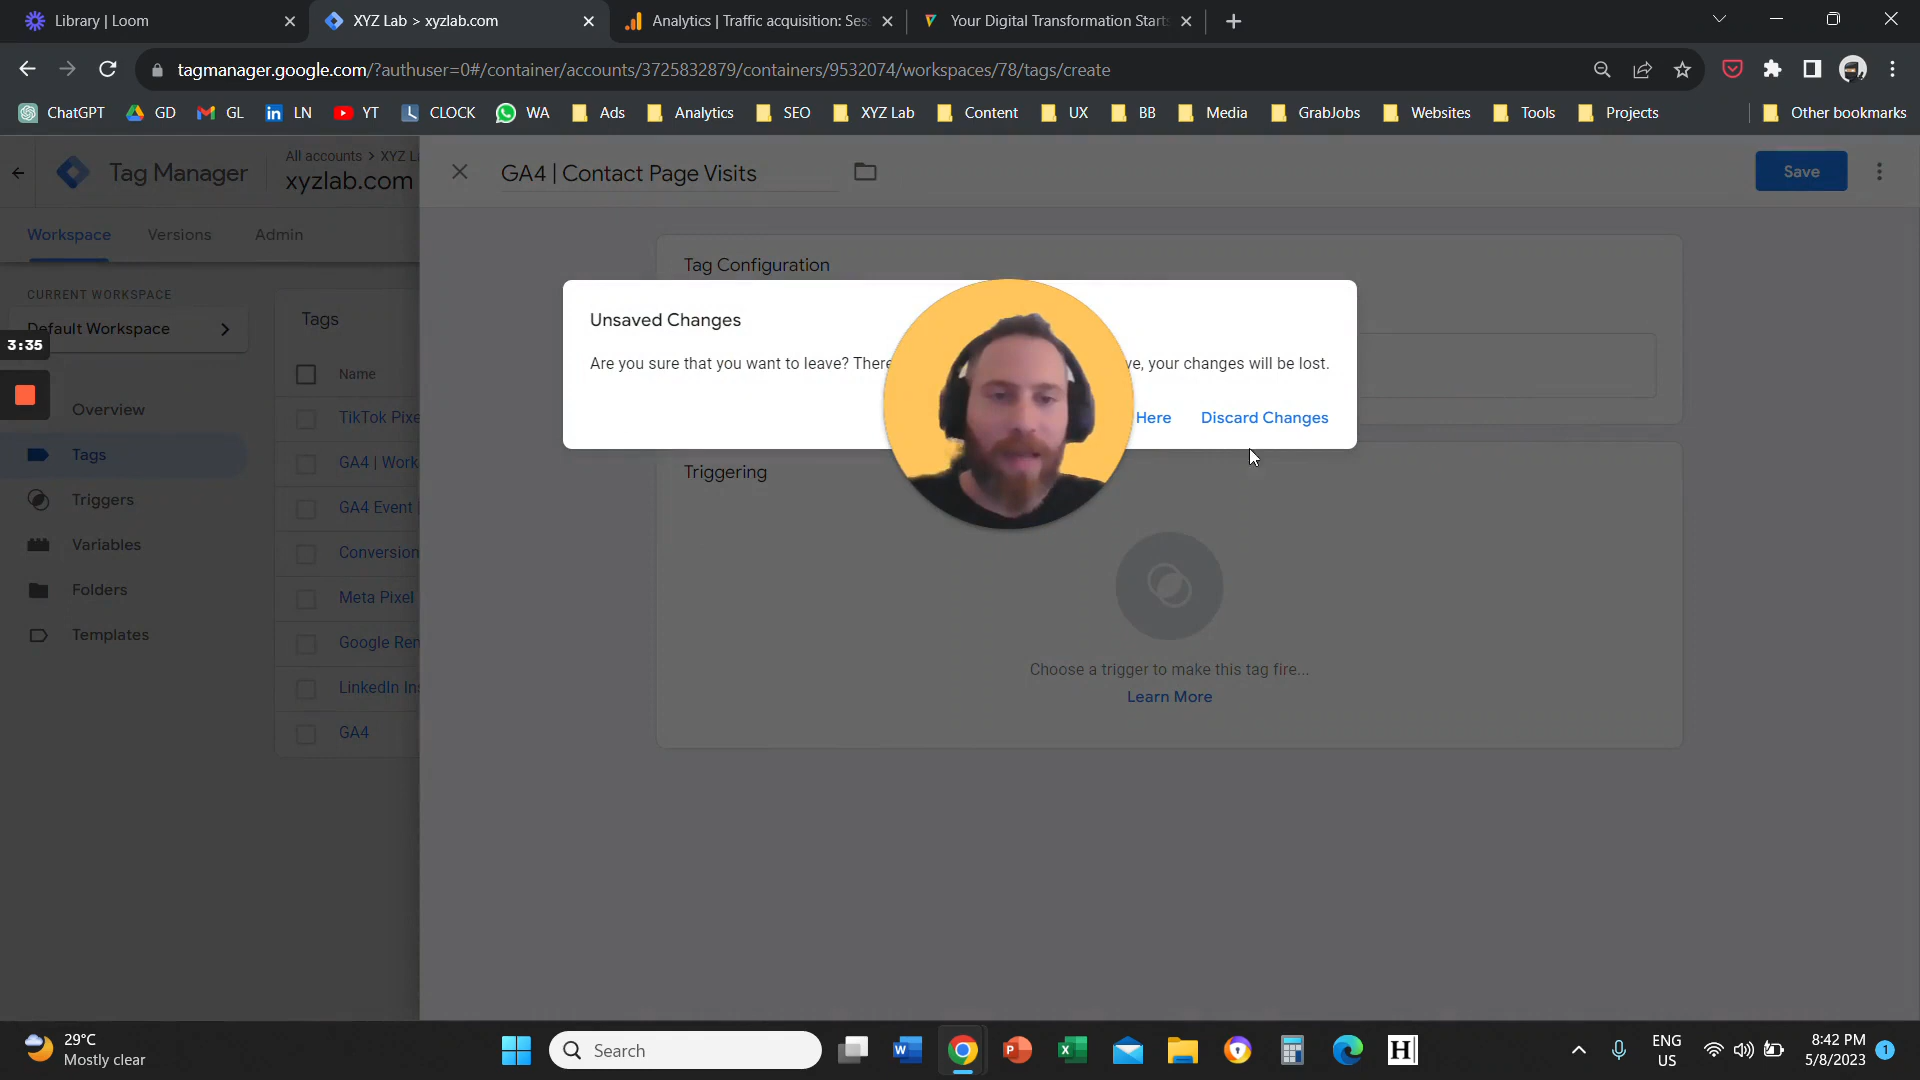 Library | Loom
XYZ Lab > xyzlab.com
Analytics | Traffic acquisition: Ses
Your Digital Transformation Start
tagmanager.google.com/?authuser=0#/container/accounts/3725832879/containers/9532074/workspaces/78/tags/create
ChatGPT GD GL LN YT CLOCK WA Ads Analytics SEO XYZ Lab Content UX BB Media GrabJobs Websites Tools Projects Other bookmarks
Tag Manager
All accounts > XYZ L
xyzlab.com
GA4 | Contact Page Visits
Save
Workspace Versions Admin
CURRENT WORKSPACE
Default Workspace
3:35
Overview
Tags
Triggers
Variables
Folders
Templates
Tags
Name
TikTok Pixe
GA4 | Work
GA4 Event
Conversion
Meta Pixel
Google Ren
LinkedIn Ins
GA4
Tag Configuration
Unsaved Changes
Are you sure that you want to leave? There ve, your changes will be lost.
Here Discard Changes
Triggering
Choose a trigger to make this tag fire...
Learn More
29°C
Mostly clear
Search
ENG
US
8:42 PM
5/8/2023
1